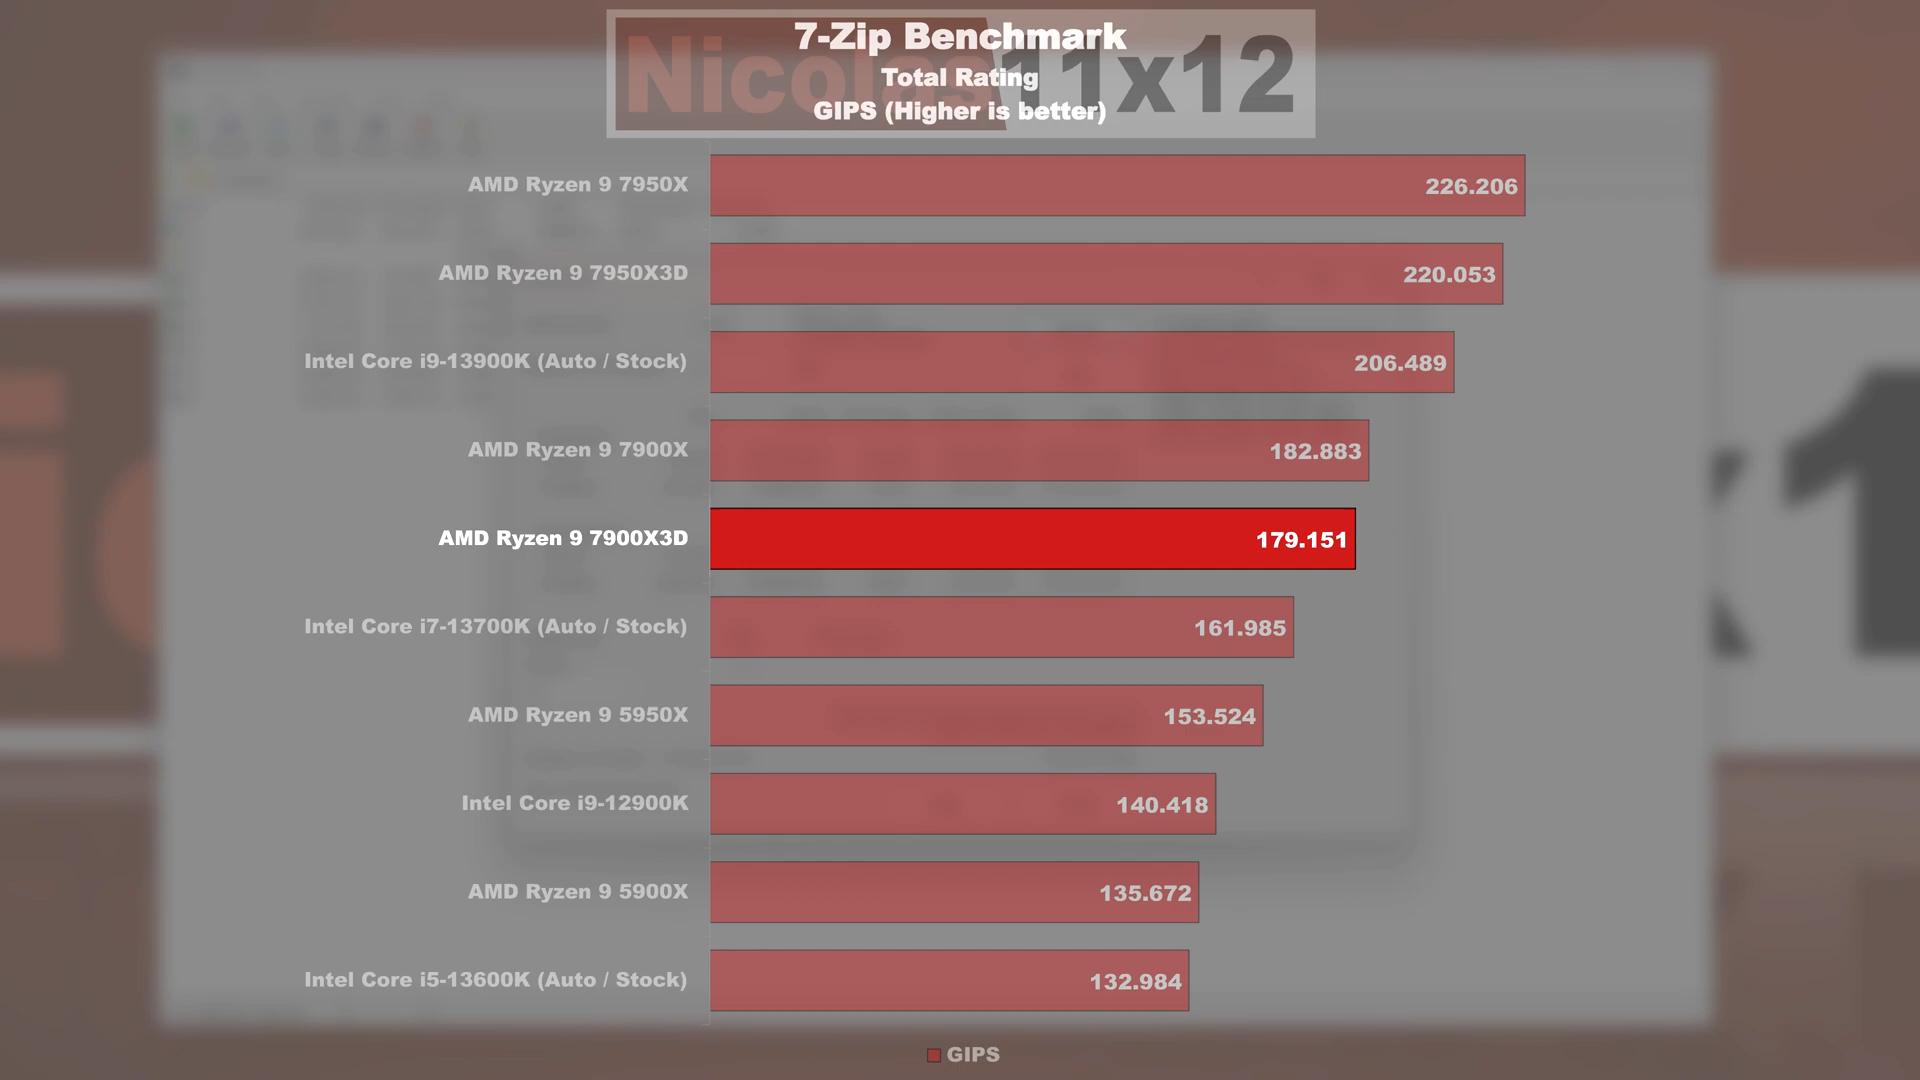 Nicolas11x12
7-Zip Benchmark
Total Rating
GIPS (Higher is better)
AMD Ryzen 9 7950X 226.206
AMD Ryzen 9 7950X3D 220.053
Intel Core i9-13900K (Auto / Stock) 206.489
AMD Ryzen 9 7900X 182.883
AMD Ryzen 9 7900X3D 179.151
Intel Core i7-13700K (Auto / Stock) 161.985
AMD Ryzen 9 5950X 153.524
Intel Core i9-12900K 140.418
AMD Ryzen 9 5900X 135.672
Intel Core i5-13600K (Auto / Stock) 132.984
GIPS